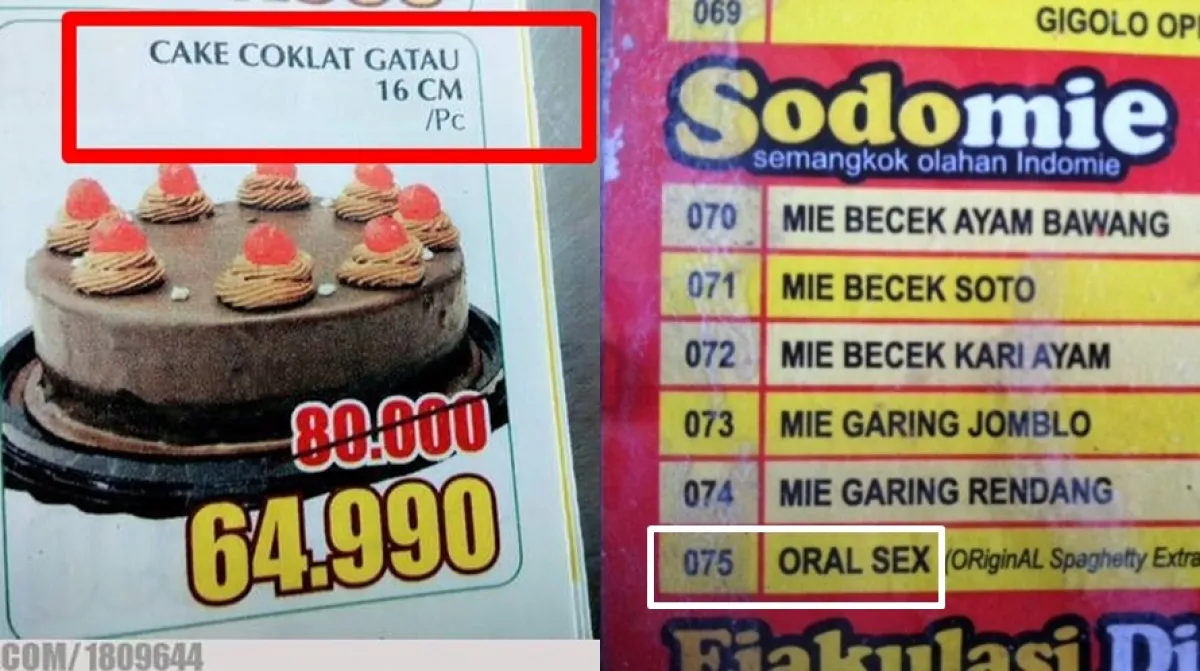 CAKE COKLAT GATAU
16 CM
/Pc
80.000
64.990
.COM/1809644
069
GIGOLO
Sodomie
semangkok olahan Indomie
070 MIE BECEK AYAM BAWANG
071 MIE BECEK SOTO
072 MIE BECEK KARI AYAM
073 MIE GARING JOMBLO
074 MIE GARING RENDANG
075 ORAL SEX (ORiginAL Spaghetty Extra
Ejakulasi Di